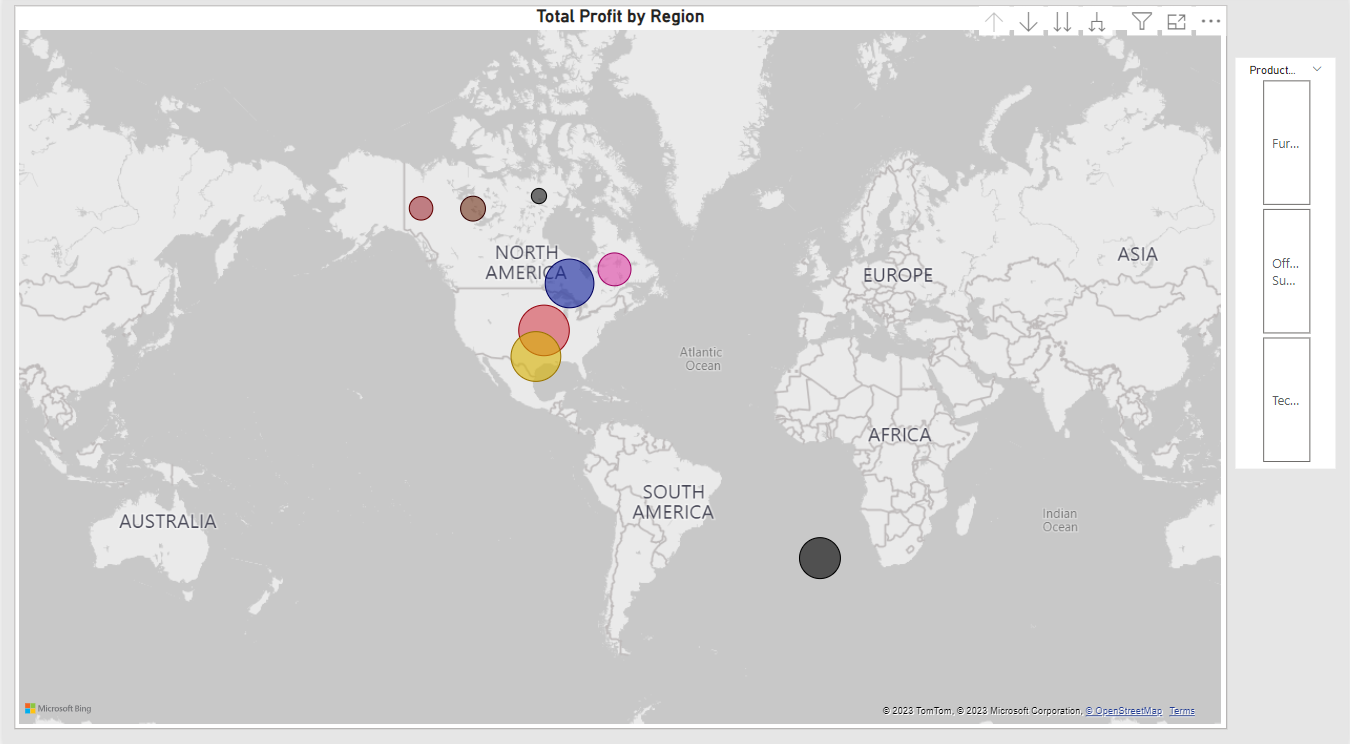 Total Profit by Region
Product...
Fur...
Off...
Su...
Tec...
NORTH
AMERICA
EUROPE
ASIA
Atlantic
Ocean
AFRICA
SOUTH
AMERICA
AUSTRALIA
Indian
Ocean
Microsoft Bing
© 2023 TomTom, © 2023 Microsoft Corporation, © OpenStreetMap Terms